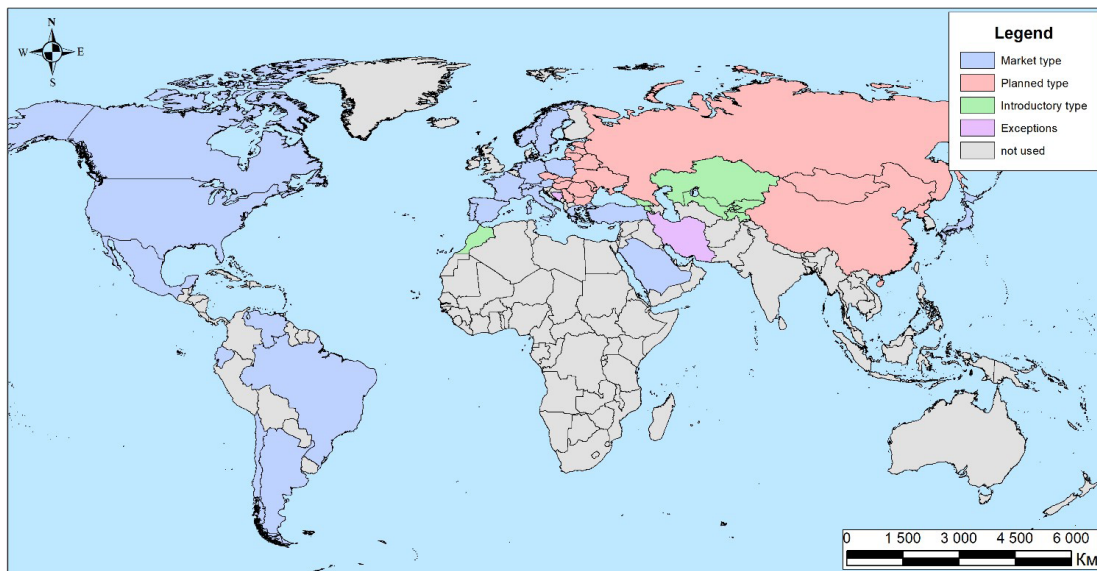 N
W E
S
Legend
Market type
Planned type
Introductory type
Exceptions
not used
0 1 500 3 000 4 500 6 000
Км